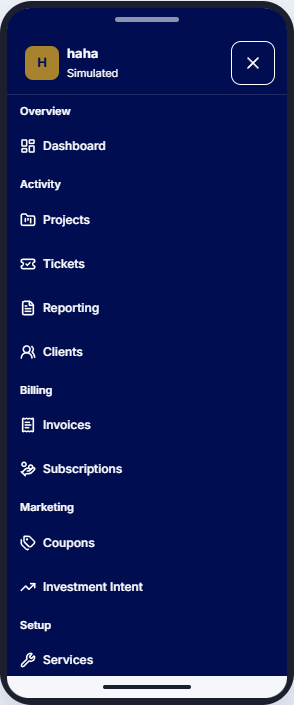 H
haha
Simulated
Overview
Dashboard
Activity
Projects
Tickets
Reporting
Clients
Billing
Invoices
Subscriptions
Marketing
Coupons
Investment Intent
Setup
Services